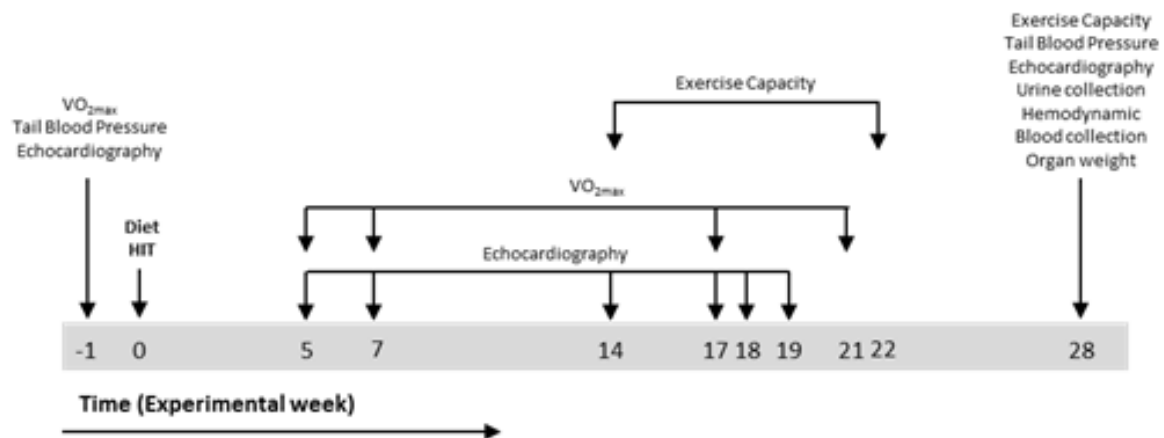 Exercise Capacity
Tail Blood Pressure
Echocardiography
Urine collection
Hemodynamic
Blood collection
Organ weight
Exercise Capacity
VO2max
Tail Blood Pressure
Echocardiography
VO2max
Diet
HIT
Echocardiography
-1 0 5 7 14 17 18 19 21 22 28
Time (Experimental week)